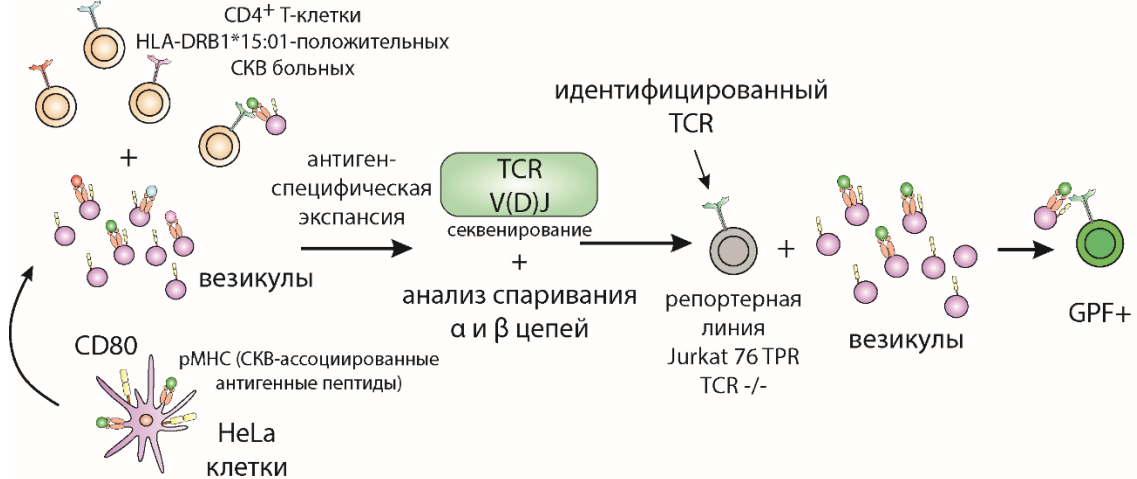 CD4+ Т-клетки
HLA-DRB1*15:01-положительных
СКВ больных
+
везикулы
CD80
pMHC (СКВ-ассоциированные
антигенные пептиды)
HeLa
клетки
антиген-
специфическая
экспансия
TCR
V(D)J
секвенирование
+
анализ спаривания
α и β цепей
идентифицированный
TCR
+
репортерная
линия
Jurkat 76 TPR
TCR -/-
везикулы
GPF+